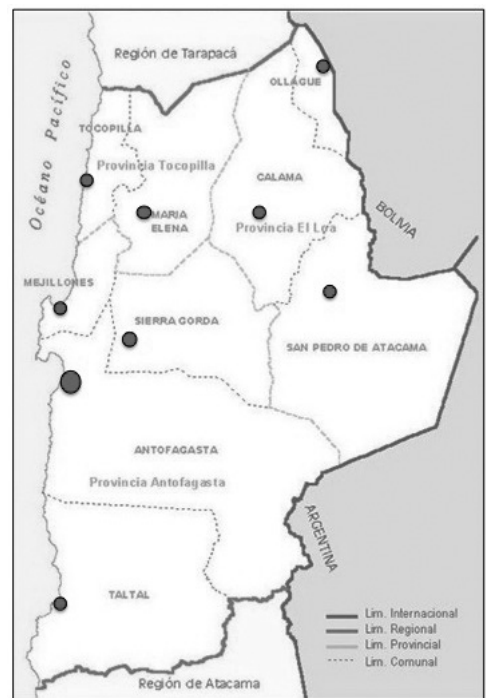 Región de Tarapacá
Océano Pacífico
OLLAGUE
TOCOPILLA
Provincia Tocopilla
CALAMA
MARIA
ELENA
Provincia El Loa
BOLIVIA
MEJILLONES
SIERRA GORDA
SAN PEDRO DE ATACAMA
ANTOFAGASTA
Provincia Antofagasta
ARGENTINA
TALTAL
Lim. Internacional
Lim. Regional
Lim. Provincial
Lim. Comunal
Región de Atacama